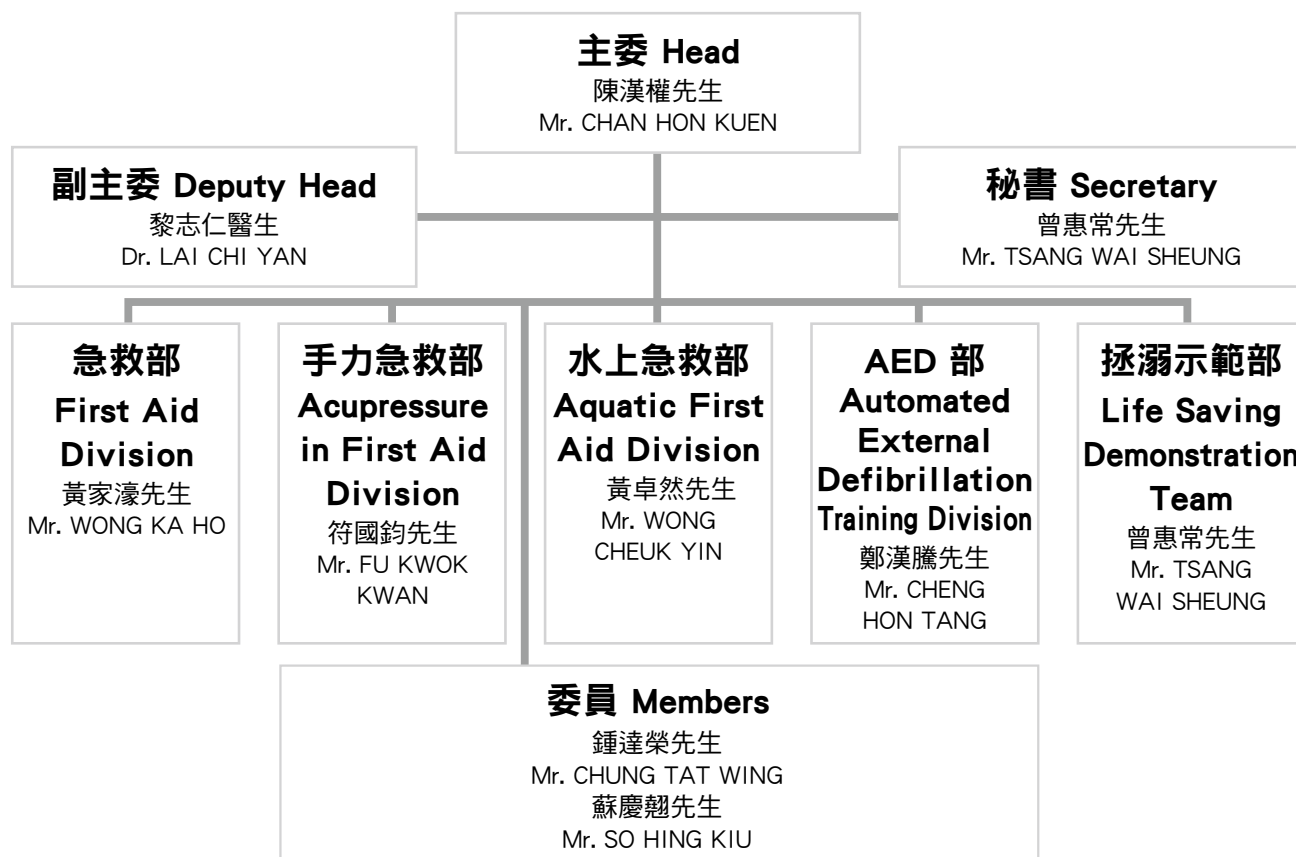 主委 Head
陳漢權先生
Mr. CHAN HON KUEN
副主委 Deputy Head
黎志仁醫生
Dr. LAI CHI YAN
秘書 Secretary
曾惠常先生
Mr. TSANG WAI SHEUNG
急救部
First Aid
Division
黃家濠先生
Mr. WONG KA HO
手力急救部
Acupressure
in First Aid
Division
符國鈞先生
Mr. FU KWOK
KWAN
水上急救部
Aquatic First
Aid Division
黃卓然先生
Mr. WONG
CHEUK YIN
AED 部
Automated
External
Defibrillation
Training Division
鄭漢騰先生
Mr. CHENG
HON TANG
拯溺示範部
Life Saving
Demonstration
Team
曾惠常先生
Mr. TSANG
WAI SHEUNG
委員 Members
鍾達榮先生
Mr. CHUNG TAT WING
蘇慶翹先生
Mr. SO HING KIU